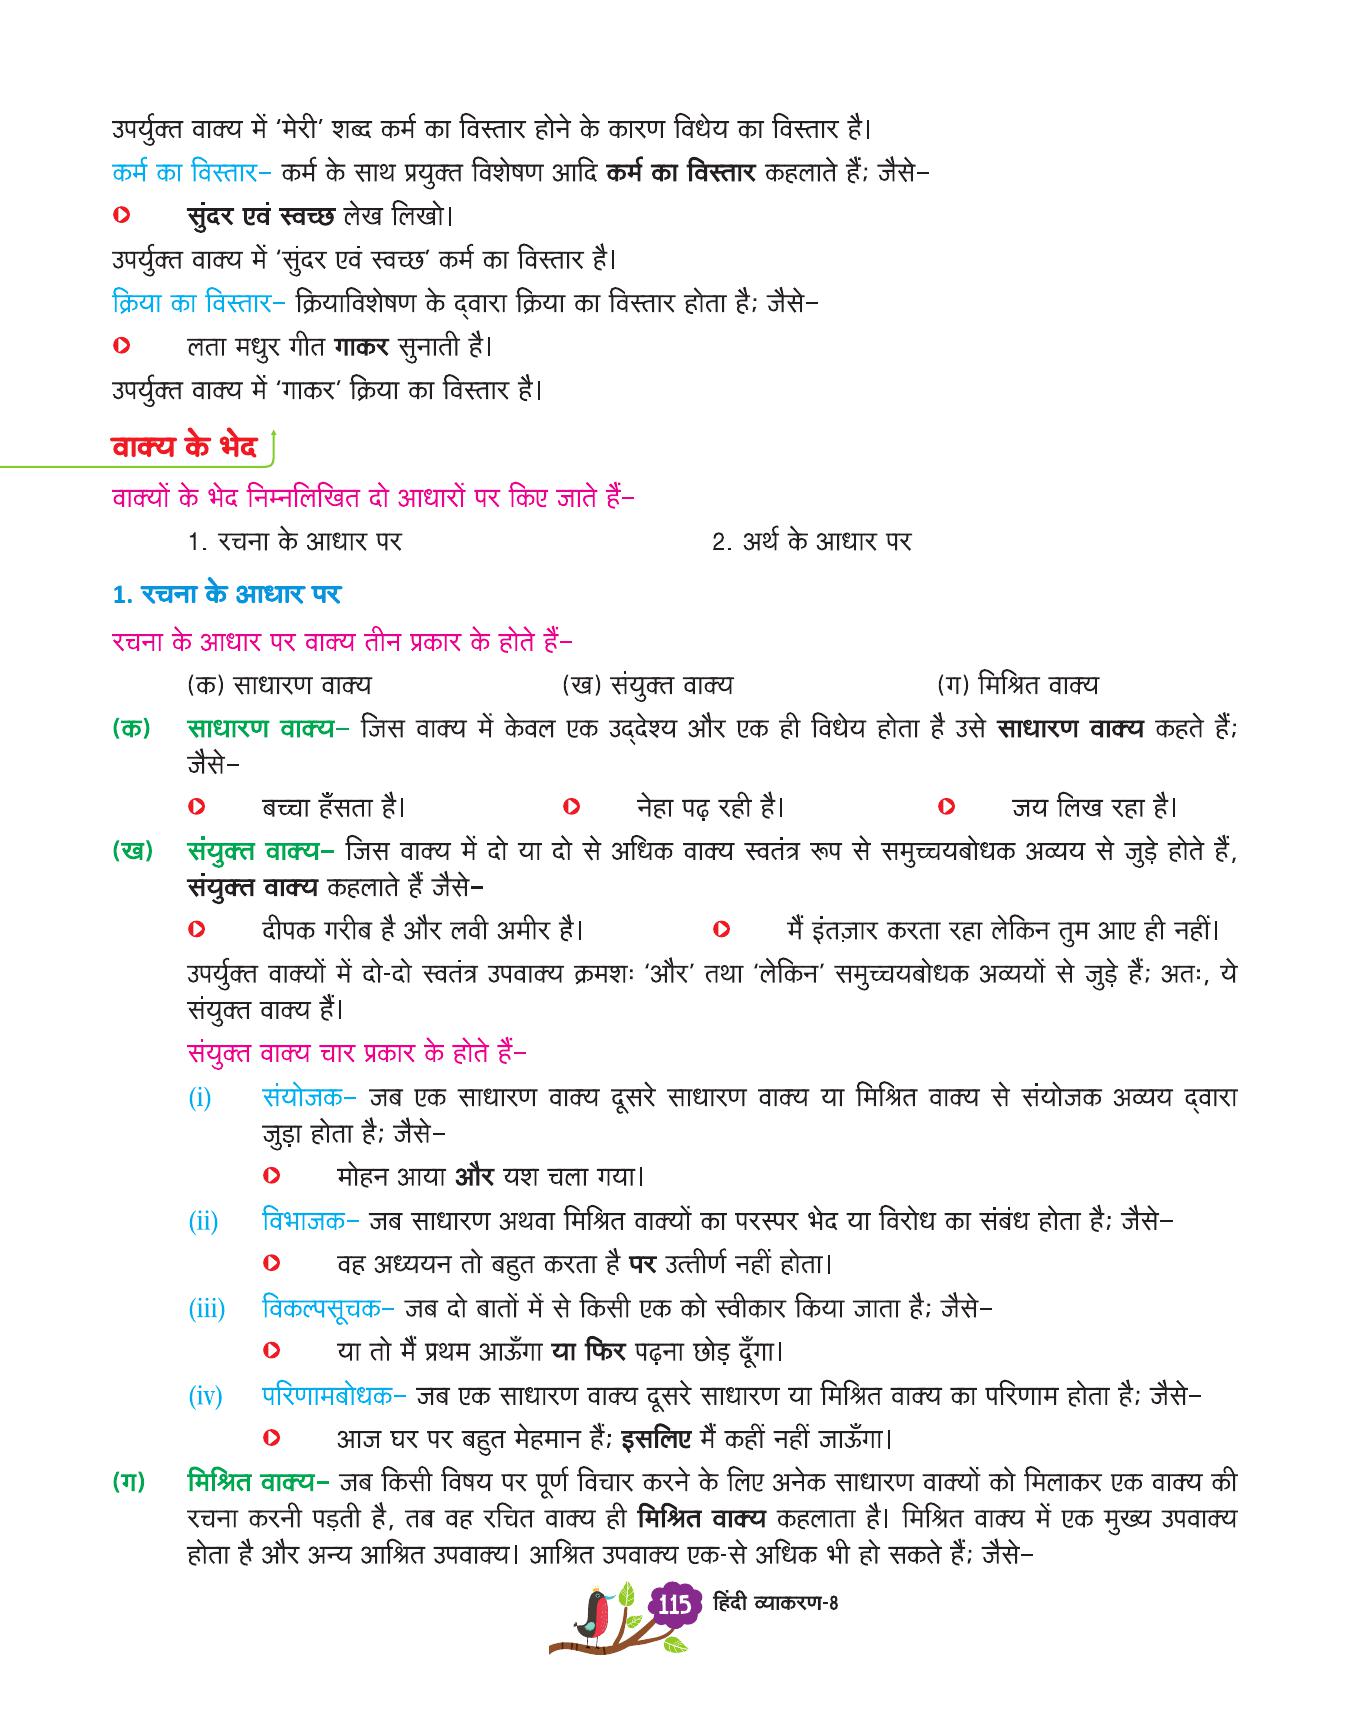 उपर्युक्त वाक्य में ‘मेरी’ शब्द कर्म का विस्तार होने के कारण विधेय का विस्तार है।
कर्म का विस्तार– कर्म के साथ प्रयुक्त विशेषण आदि कर्म का विस्तार कहलाते हैं; जैसे–
सुंदर एवं स्वच्छ लेख लिखो।
उपर्युक्त वाक्य में ‘सुंदर एवं स्वच्छ’ कर्म का विस्तार है।
क्रिया का विस्तार– क्रियाविशेषण के द्वारा क्रिया का विस्तार होता है; जैसे–
लता मधुर गीत गाकर सुनाती है।
उपर्युक्त वाक्य में ‘गाकर’ क्रिया का विस्तार है।
वाक्य के भेद
वाक्यों के भेद निम्नलिखित दो आधारों पर किए जाते हैं–
1. रचना के आधार पर 2. अर्थ के आधार पर
1. रचना के आधार पर
रचना के आधार पर वाक्य तीन प्रकार के होते हैं–
(क) साधारण वाक्य (ख) संयुक्त वाक्य (ग) मिश्रित वाक्य
(क) साधारण वाक्य– जिस वाक्य में केवल एक उद्देश्य और एक ही विधेय होता है उसे साधारण वाक्य कहते हैं;
जैसे–
बच्चा हँसता है। नेहा पढ़ रही है। जय लिख रहा है।
(ख) संयुक्त वाक्य– जिस वाक्य में दो या दो से अधिक वाक्य स्वतंत्र रूप से समुच्चयबोधक अव्यय से जुड़े होते हैं,
संयुक्त वाक्य कहलाते हैं जैसे–
दीपक गरीब है और लवी अमीर है। मैं इंतज़ार करता रहा लेकिन तुम आए ही नहीं।
उपर्युक्त वाक्यों में दो-दो स्वतंत्र उपवाक्य क्रमशः ‘और’ तथा ‘लेकिन’ समुच्चयबोधक अव्ययों से जुड़े हैं; अतः, ये
संयुक्त वाक्य हैं।
संयुक्त वाक्य चार प्रकार के होते हैं–
(i) संयोजक– जब एक साधारण वाक्य दूसरे साधारण वाक्य या मिश्रित वाक्य से संयोजक अव्यय द्वारा
जुड़ा होता है; जैसे–
मोहन आया और यश चला गया।
(ii) विभाजक– जब साधारण अथवा मिश्रित वाक्यों का परस्पर भेद या विरोध का संबंध होता है; जैसे–
वह अध्ययन तो बहुत करता है पर उत्तीर्ण नहीं होता।
(iii) विकल्पसूचक– जब दो बातों में से किसी एक को स्वीकार किया जाता है; जैसे–
या तो मैं प्रथम आऊँगा या फिर पढ़ना छोड़ दूँगा।
(iv) परिणामबोधक– जब एक साधारण वाक्य दूसरे साधारण या मिश्रित वाक्य का परिणाम होता है; जैसे–
आज घर पर बहुत मेहमान हैं; इसलिए मैं कहीं नहीं जाऊँगा।
(ग) मिश्रित वाक्य– जब किसी विषय पर पूर्ण विचार करने के लिए अनेक साधारण वाक्यों को मिलाकर एक वाक्य की
रचना करनी पड़ती है, तब वह रचित वाक्य ही मिश्रित वाक्य कहलाता है। मिश्रित वाक्य में एक मुख्य उपवाक्य
होता है और अन्य आश्रित उपवाक्य। आश्रित उपवाक्य एक-से अधिक भी हो सकते हैं; जैसे–
115 हिंदी व्याकरण-8